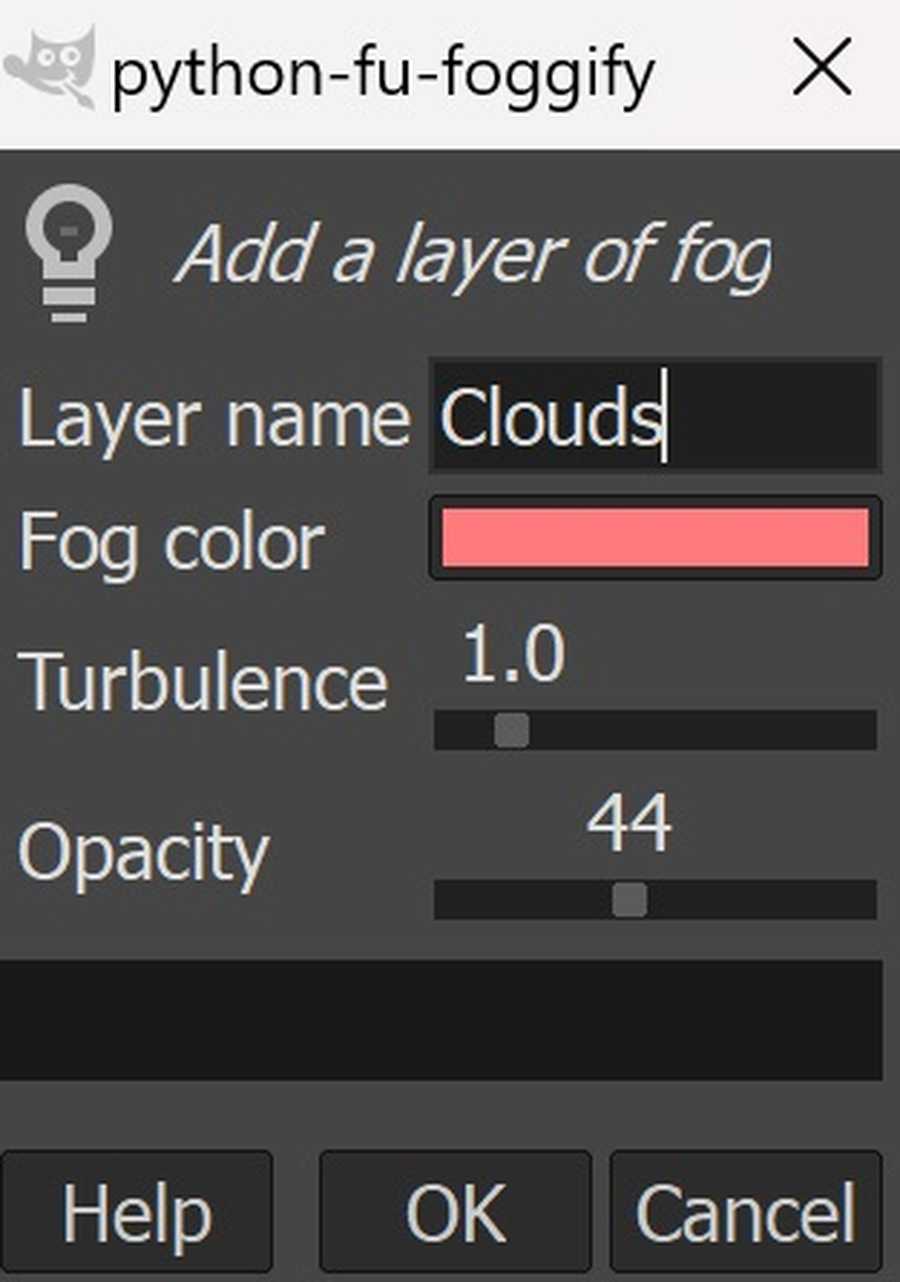 python-fu-foggify
Add a layer of fog
Layer name Clouds
Fog color
Turbulence 1.0
Opacity 44
Help OK Cancel